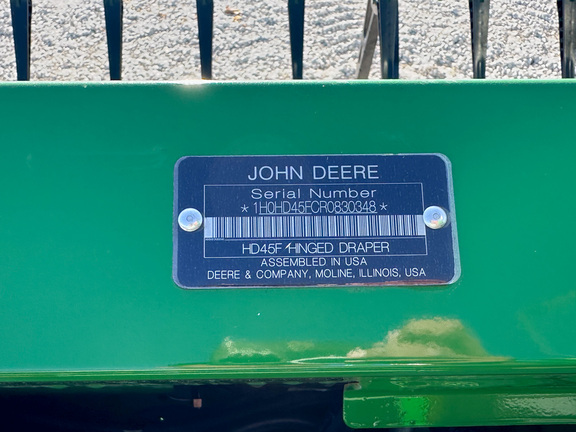 JOHN DEERE
Serial Number
*1H0HD45FCR0830348*
HD45F HINGED DRAPER
ASSEMBLED IN USA
DEERE & COMPANY, MOLINE, ILLINOIS, USA